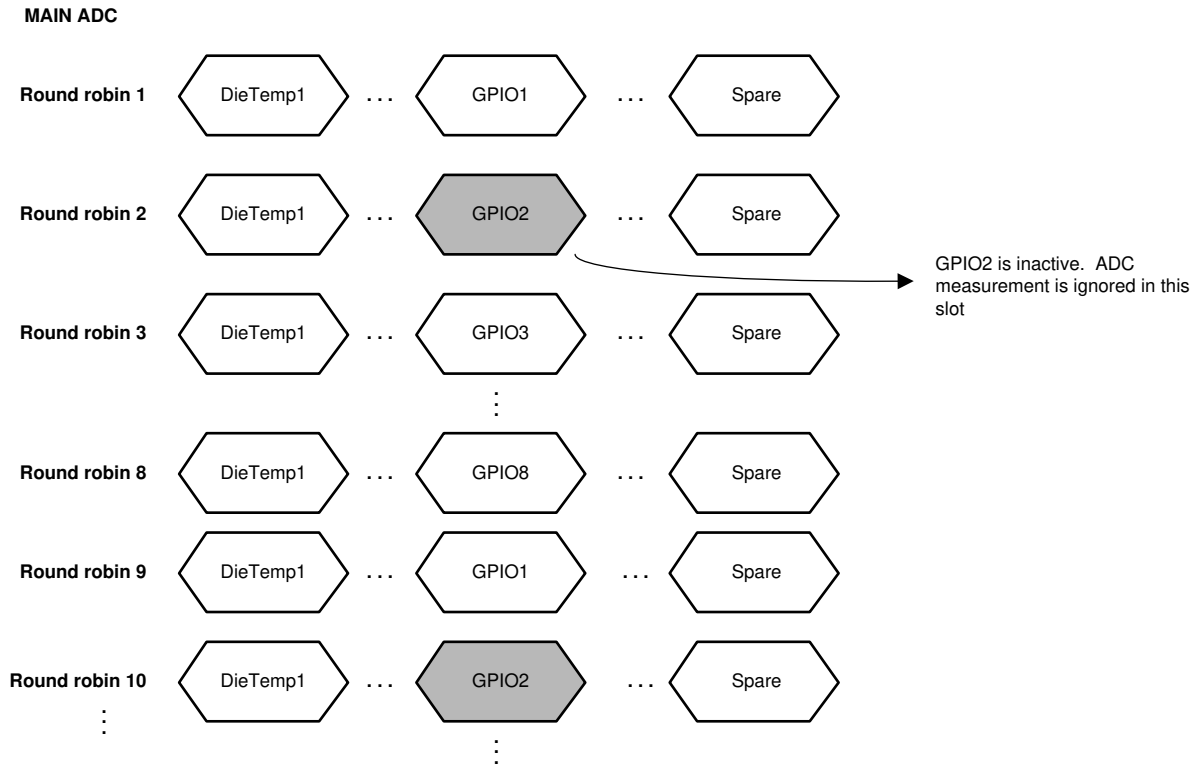 MAIN ADC
Round robin 1 DieTemp1 ... GPIO1 ... Spare
Round robin 2 DieTemp1 ... GPIO2 ... Spare
GPIO2 is inactive. ADC
measurement is ignored in this
slot
Round robin 3 DieTemp1 ... GPIO3 ... Spare
Round robin 8 DieTemp1 ... GPIO8 ... Spare
Round robin 9 DieTemp1 ... GPIO1 ... Spare
Round robin 10 DieTemp1 ... GPIO2 ... Spare